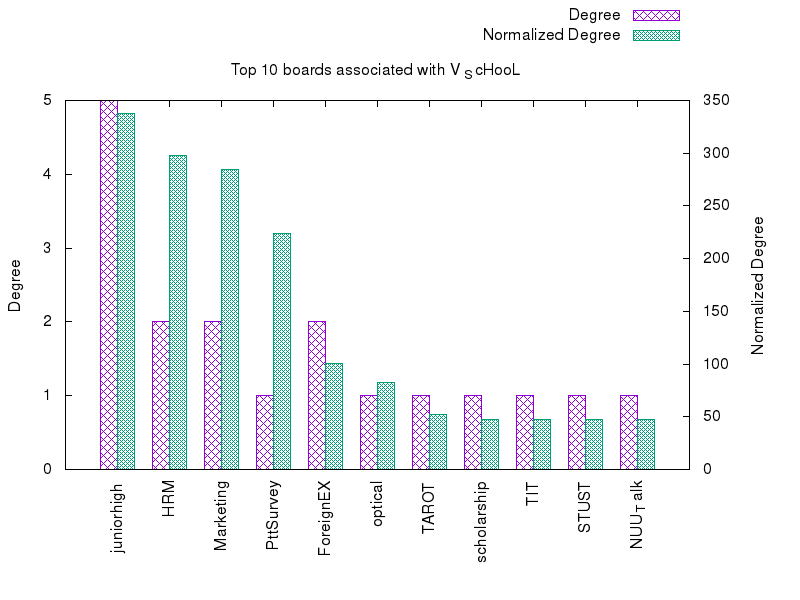 Degree
Normalized Degree
Top 10 boards associated with V_ScHooL
5
4
3
2
1
0
350
300
250
200
150
100
50
0
Degree
Normalized Degree
juniorhigh
HRM
Marketing
PttSurvey
ForeignEX
optical
TAROT
scholarship
TIT
STUST
NUU_Talk